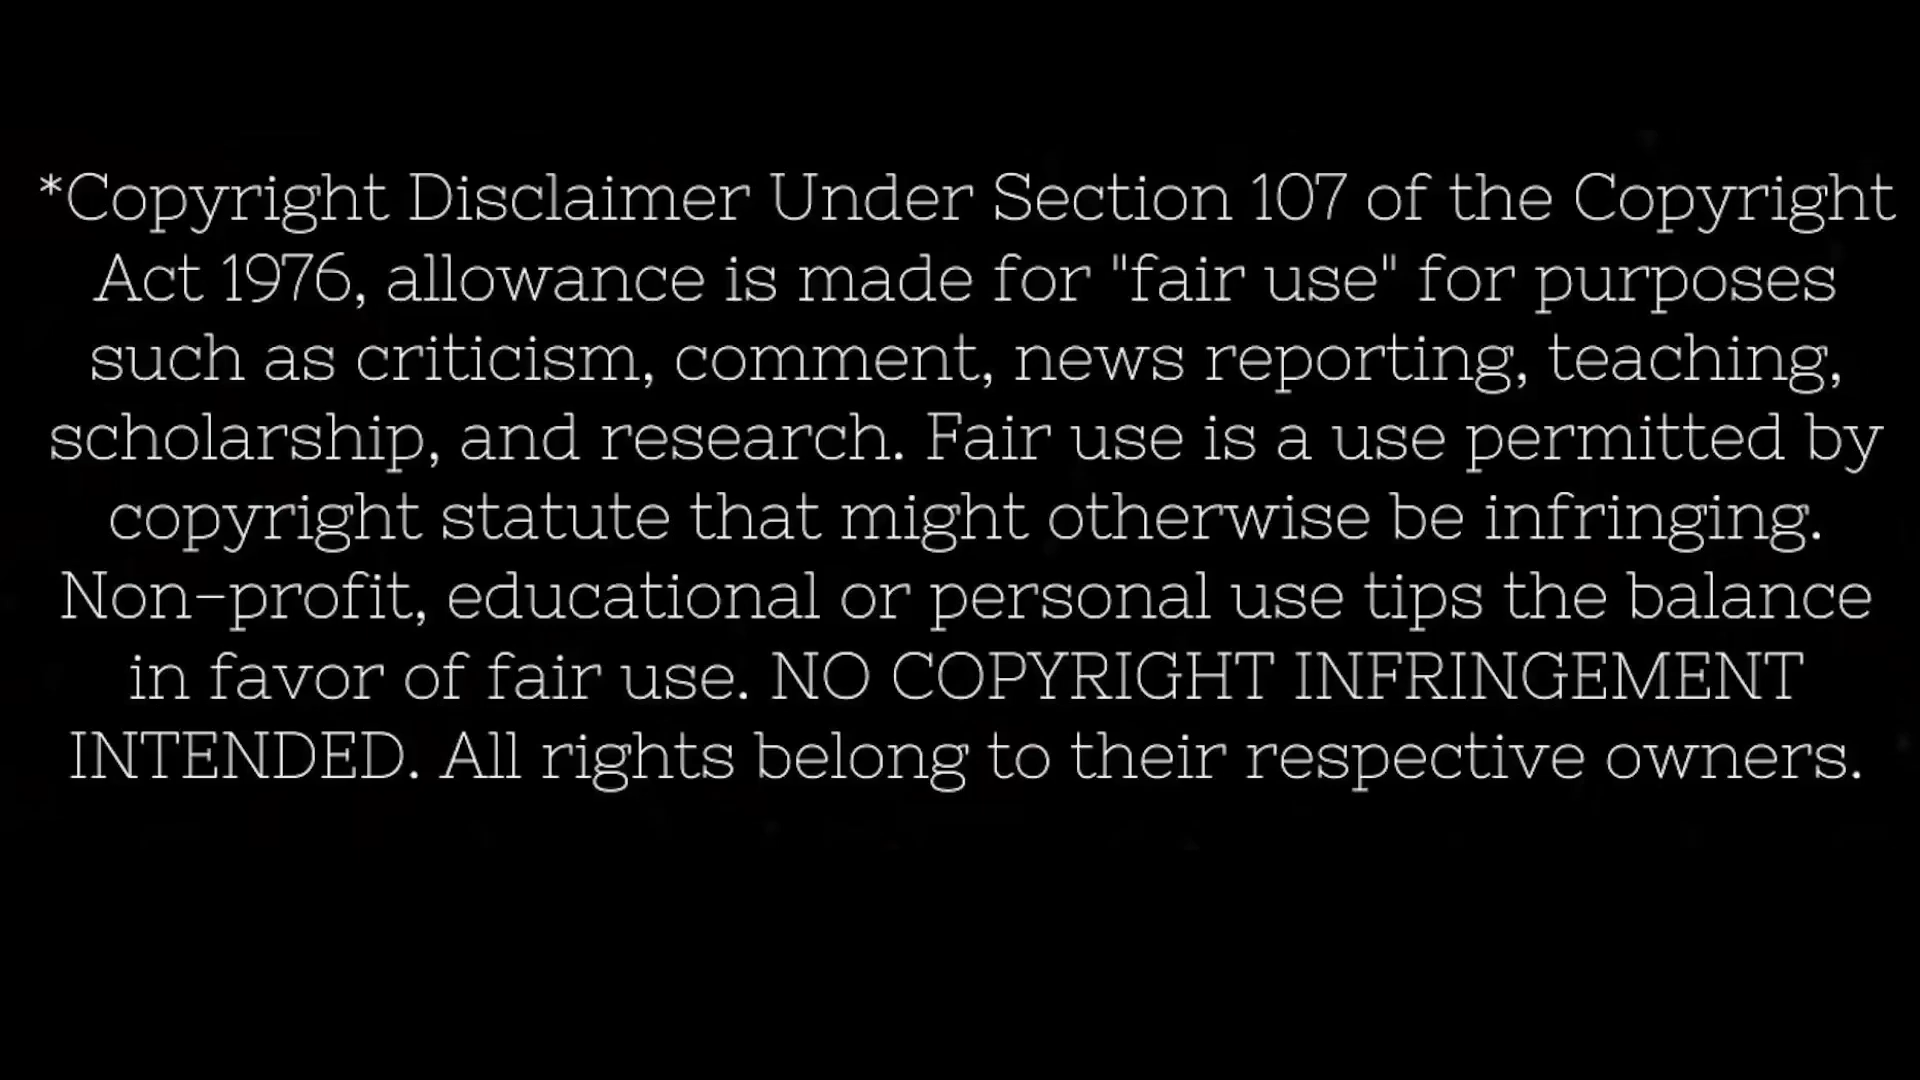 *Copyright Disclaimer Under Section 107 of the Copyright
Act 1976, allowance is made for "fair use" for purposes
such as criticism, comment, news reporting, teaching,
scholarship, and research. Fair use is a use permitted by
copyright statute that might otherwise be infringing.
Non-profit, educational or personal use tips the balance
in favor of fair use. NO COPYRIGHT INFRINGEMENT
INTENDED. All rights belong to their respective owners.